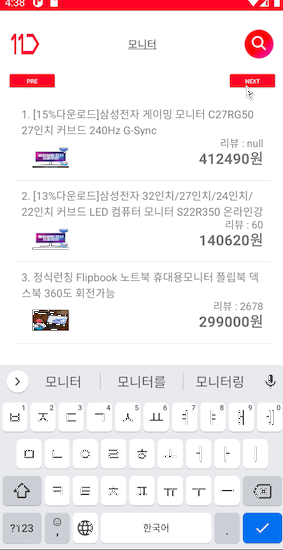 4:38
11D
모니터
PRE
NEXT
1. [15%다운로드]삼성전자 게이밍 모니터 C27RG50
27인치 커브드 240Hz G-Sync
리뷰 : null
412490원
2. [13%다운로드]삼성전자 32인치/27인치/24인치/
22인치 커브드 LED 컴퓨터 모니터 S22R350 온라인강
리뷰 : 60
140620원
3. 정식런칭 Flipbook 노트북 휴대용모니터 플립북 덱
스북 360도 회전가능
리뷰 : 2678
299000원
모니터 모니터를 모니터링
ㅂ ㅈ ㄷ ㄱ ㅅ ㅛ ㅕ ㅑ ㅐ ㅔ
ㅁ ㄴ ㅇ ㄹ ㅎ ㅗ ㅓ ㅏ ㅣ
ㅋ ㅌ ㅊ ㅍ ㅠ ㅜ ㅡ
?123 , 한국어 .